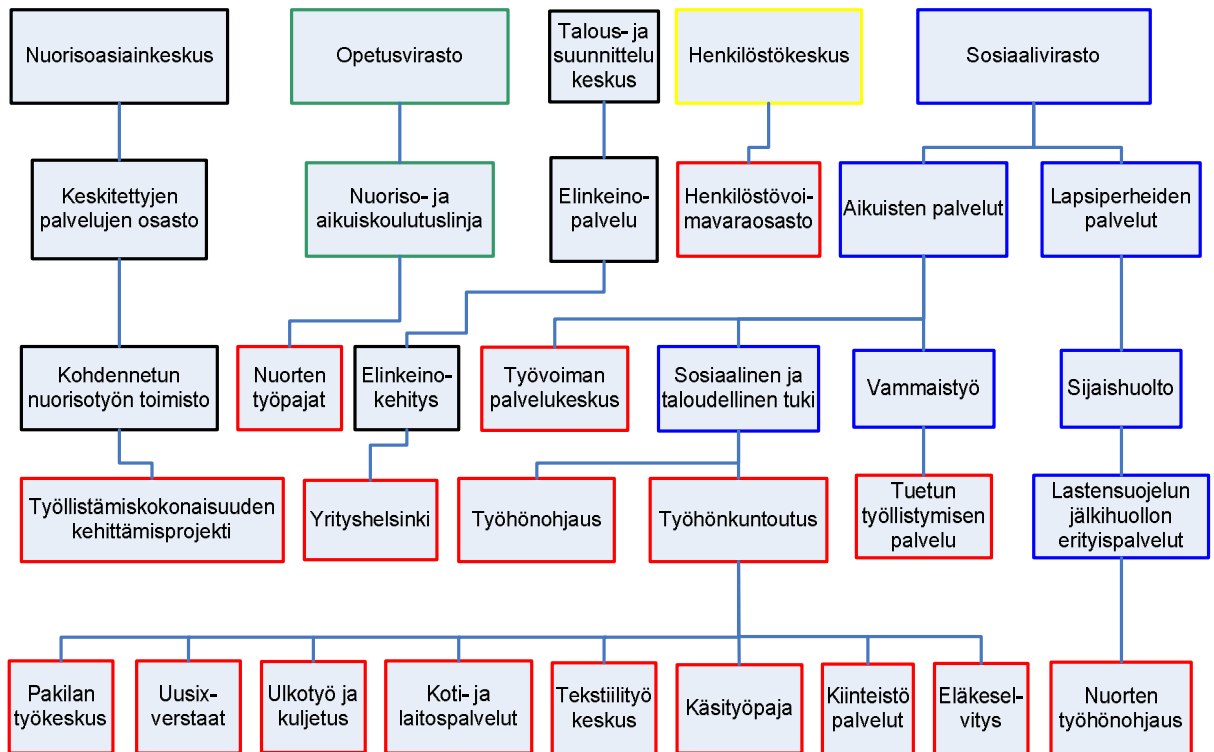 Nuorisoasiainkeskus
Opetusvirasto
Talous- ja
suunnittelu
keskus
Henkilöstökeskus
Sosiaalivirasto
Keskitettyjen
palvelujen osasto
Nuoriso- ja
aikuiskoulutuslinja
Elinkeino-
palvelu
Henkilöstövoi-
mavaraosasto
Aikuisten palvelut
Lapsiperheiden
palvelut
Kohdennetun
nuorisotyön toimisto
Nuorten
työpajat
Elinkeino-
kehitys
Työvoiman
palvelukeskus
Sosiaalinen ja
taloudellinen tuki
Vammaistyö
Sijaishuolto
Työllistämiskokonaisuuden
kehittämisprojekti
Yrityshelsinki
Työhönohjaus
Työhönkuntoutus
Tuetun
työllistymisen
palvelu
Lastensuojelun
jälkihuollon
erityispalvelut
Pakilan
työkeskus
Uusix-
verstaat
Ulkotyö ja
kuljetus
Koti- ja
laitospalvelut
Tekstiilityö
keskus
Käsityöpaja
Kiinteistö
palvelut
Eläkesel-
vitys
Nuorten
työhönohjaus